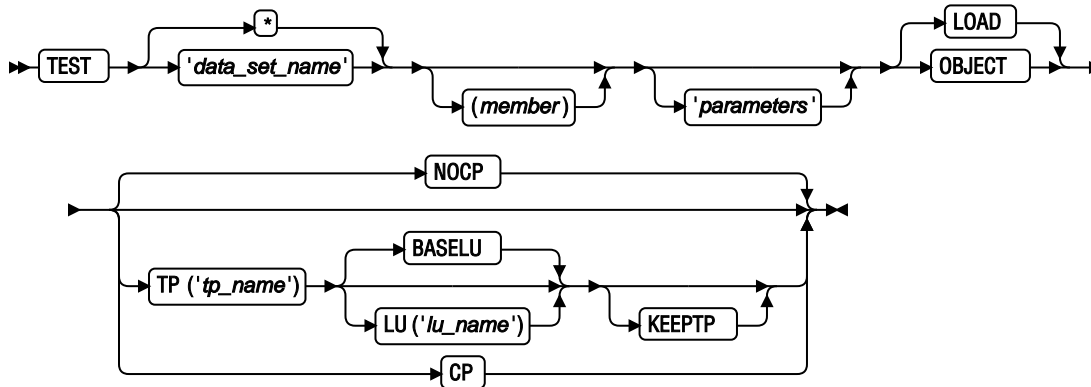 *
LOAD
TEST 'data_set_name' OBJECT
(member) 'parameters'
NOCP
BASELU
TP ('tp_name')
LU ('lu_name') KEEPTP
CP